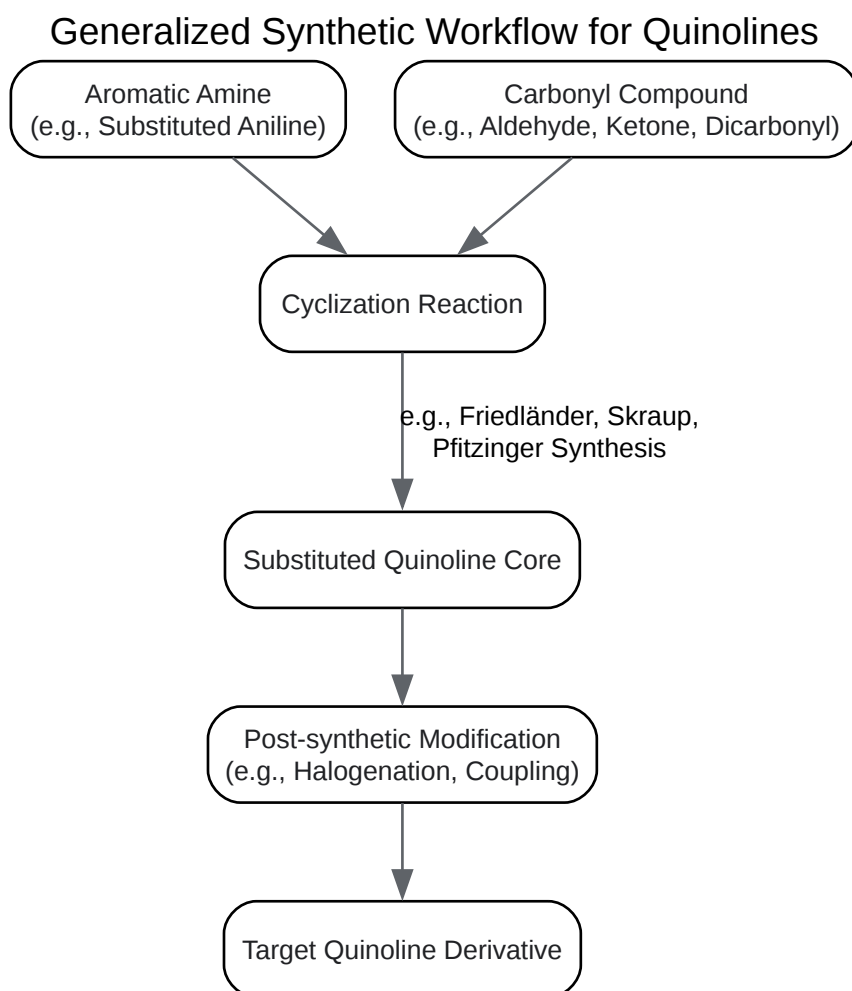 Generalized Synthetic Workflow for Quinolines
Aromatic Amine
(e.g., Substituted Aniline)
Carbonyl Compound
(e.g., Aldehyde, Ketone, Dicarbonyl)
Cyclization Reaction
e.g., Friedländer, Skraup,
Pfitzinger Synthesis
Substituted Quinoline Core
Post-synthetic Modification
(e.g., Halogenation, Coupling)
Target Quinoline Derivative